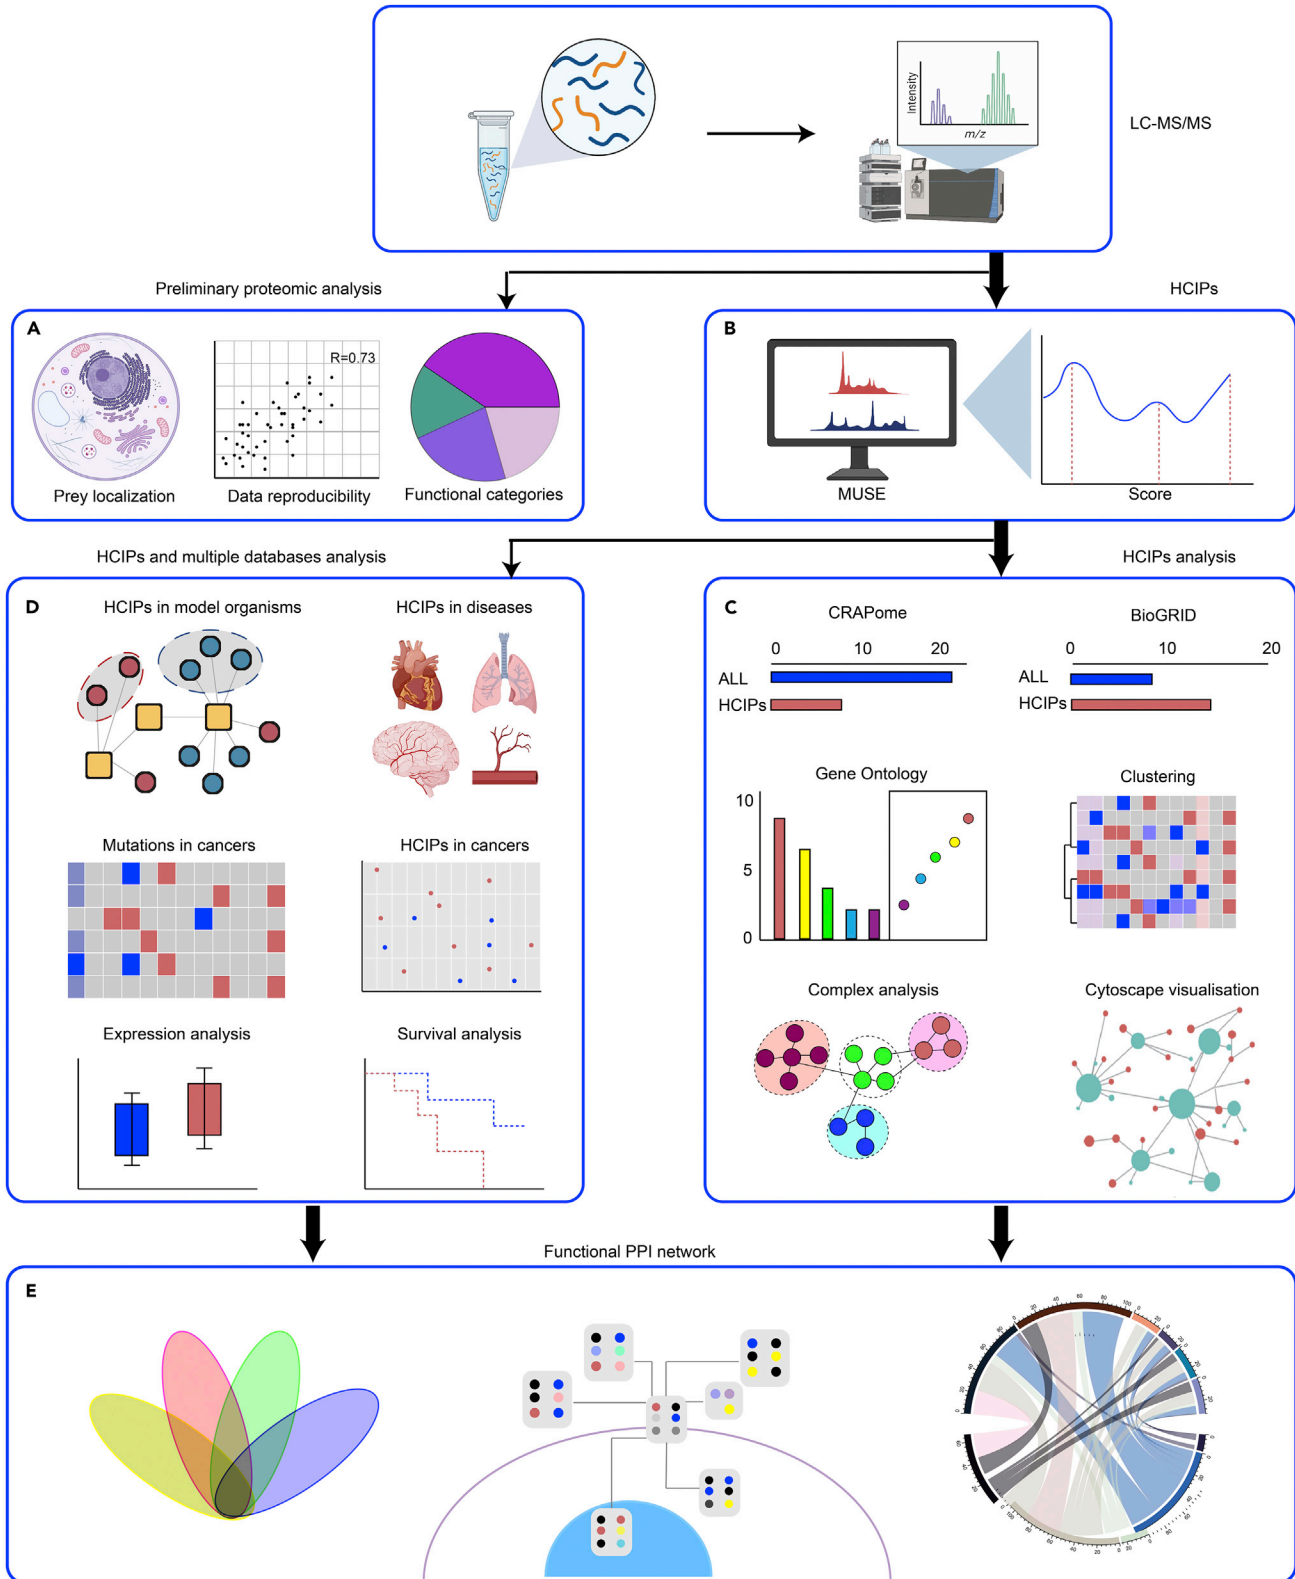 Intensity
m/z
LC-MS/MS
Preliminary proteomic analysis
HCIPs
A
R=0.73
Prey localization
Data reproducibility
Functional categories
B
MUSE
Score
HCIPs and multiple databases analysis
HCIPs analysis
D
HCIPs in model organisms
HCIPs in diseases
Mutations in cancers
HCIPs in cancers
Expression analysis
Survival analysis
C
CRAPome
0 10 20
ALL
HCIPs
BioGRID
0 10 20
ALL
HCIPs
Gene Ontology
10
5
0
Clustering
Complex analysis
Cytoscape visualisation
Functional PPI network
E